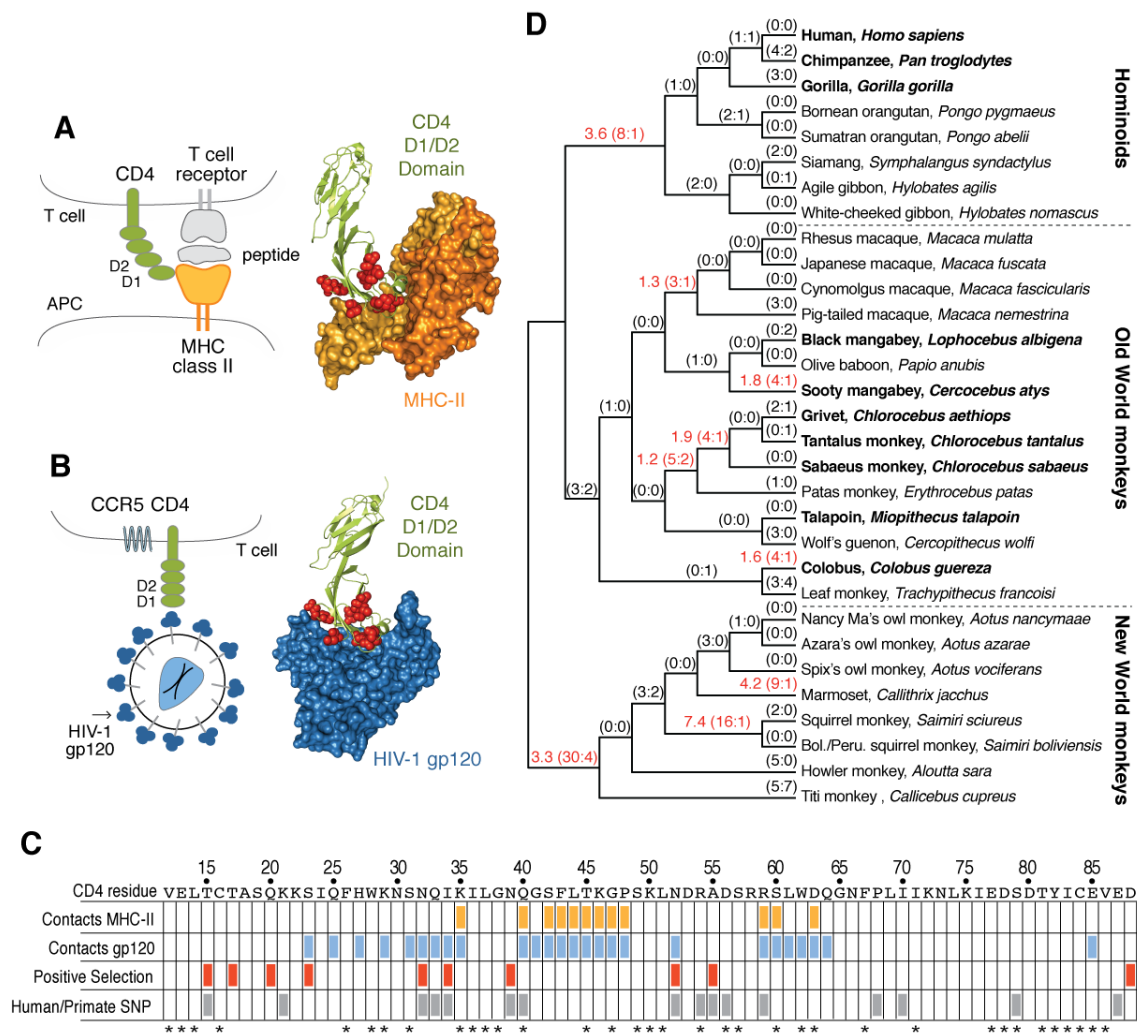 A
CD4
T cell
receptor
T cell
peptide
D2
D1
APC
MHC
class II
CD4
D1/D2
Domain
MHC-II
B
CCR5 CD4
T cell
D2
D1
HIV-1
gp120
CD4
D1/D2
Domain
HIV-1 gp120
D
(0:0)
Human, Homo sapiens
(1:1)
(4:2)
Chimpanzee, Pan troglodytes
(0:0)
(3:0)
Gorilla, Gorilla gorilla
(1:0)
(0:0)
Bornean orangutan, Pongo pygmaeus
(2:1)
(0:0)
Sumatran orangutan, Pongo abelii
3.6 (8:1)
(2:0)
Siamang, Symphalangus syndactylus
(0:0)
(0:1)
Agile gibbon, Hylobates agilis
(2:0)
(0:0)
White-cheeked gibbon, Hylobates nomascus
Hominoids
(0:0)
Rhesus macaque, Macaca mulatta
(0:0)
(0:0)
Japanese macaque, Macaca fuscata
(0:0)
(0:0)
Cynomolgus macaque, Macaca fascicularis
1.3 (3:1)
(3:0)
Pig-tailed macaque, Macaca nemestrina
(0:0)
(0:2)
Black mangabey, Lophocebus albigena
(0:0)
(0:0)
Olive baboon, Papio anubis
(1:0)
1.8 (4:1)
Sooty mangabey, Cercocebus atys
(1:0)
(2:1)
Grivet, Chlorocebus aethiops
(0:0)
(0:1)
Tantalus monkey, Chlorocebus tantalus
1.9 (4:1)
(0:0)
Sabaeus monkey, Chlorocebus sabaeus
1.2 (5:2)
(1:0)
Patas monkey, Erythrocebus patas
(3:2)
(0:0)
(0:0)
Talapoin, Miopithecus talapoin
(0:0)
(3:0)
Wolf's guenon, Cercopithecus wolfi
1.6 (4:1)
Colobus, Colobus guereza
(0:1)
(3:4)
Leaf monkey, Trachypithecus francoisi
Old World monkeys
(0:0)
Nancy Ma's owl monkey, Aotus nancymaae
(1:0)
(0:0)
Azara's owl monkey, Aotus azarae
(3:0)
(0:0)
Spix's owl monkey, Aotus vociferans
(0:0)
4.2 (9:1)
Marmoset, Callithrix jacchus
(3:2)
(2:0)
Squirrel monkey, Saimiri sciureus
7.4 (16:1)
(0:0)
Bol./Peru. squirrel monkey, Saimiri boliviensis
(0:0)
(5:0)
Howler monkey, Aloutta sara
3.3 (30:4)
(5:7)
Titi monkey , Callicebus cupreus
New World monkeys
C
15 20 25 30 35 40 45 50 55 60 65 70 75 80 85
CD4 residue VELTCTASQKKSIQFHWKNSNQIKILGNQGSFLTKGPSKLNDRADSRRSLWDQGNFPLIIKNLKIEDSDTYICEVED
Contacts MHC-II
Contacts gp120
Positive Selection
Human/Primate SNP
* * * * * * * * * * * * * * * * * * * * * * * * * * * * * * * * * * *